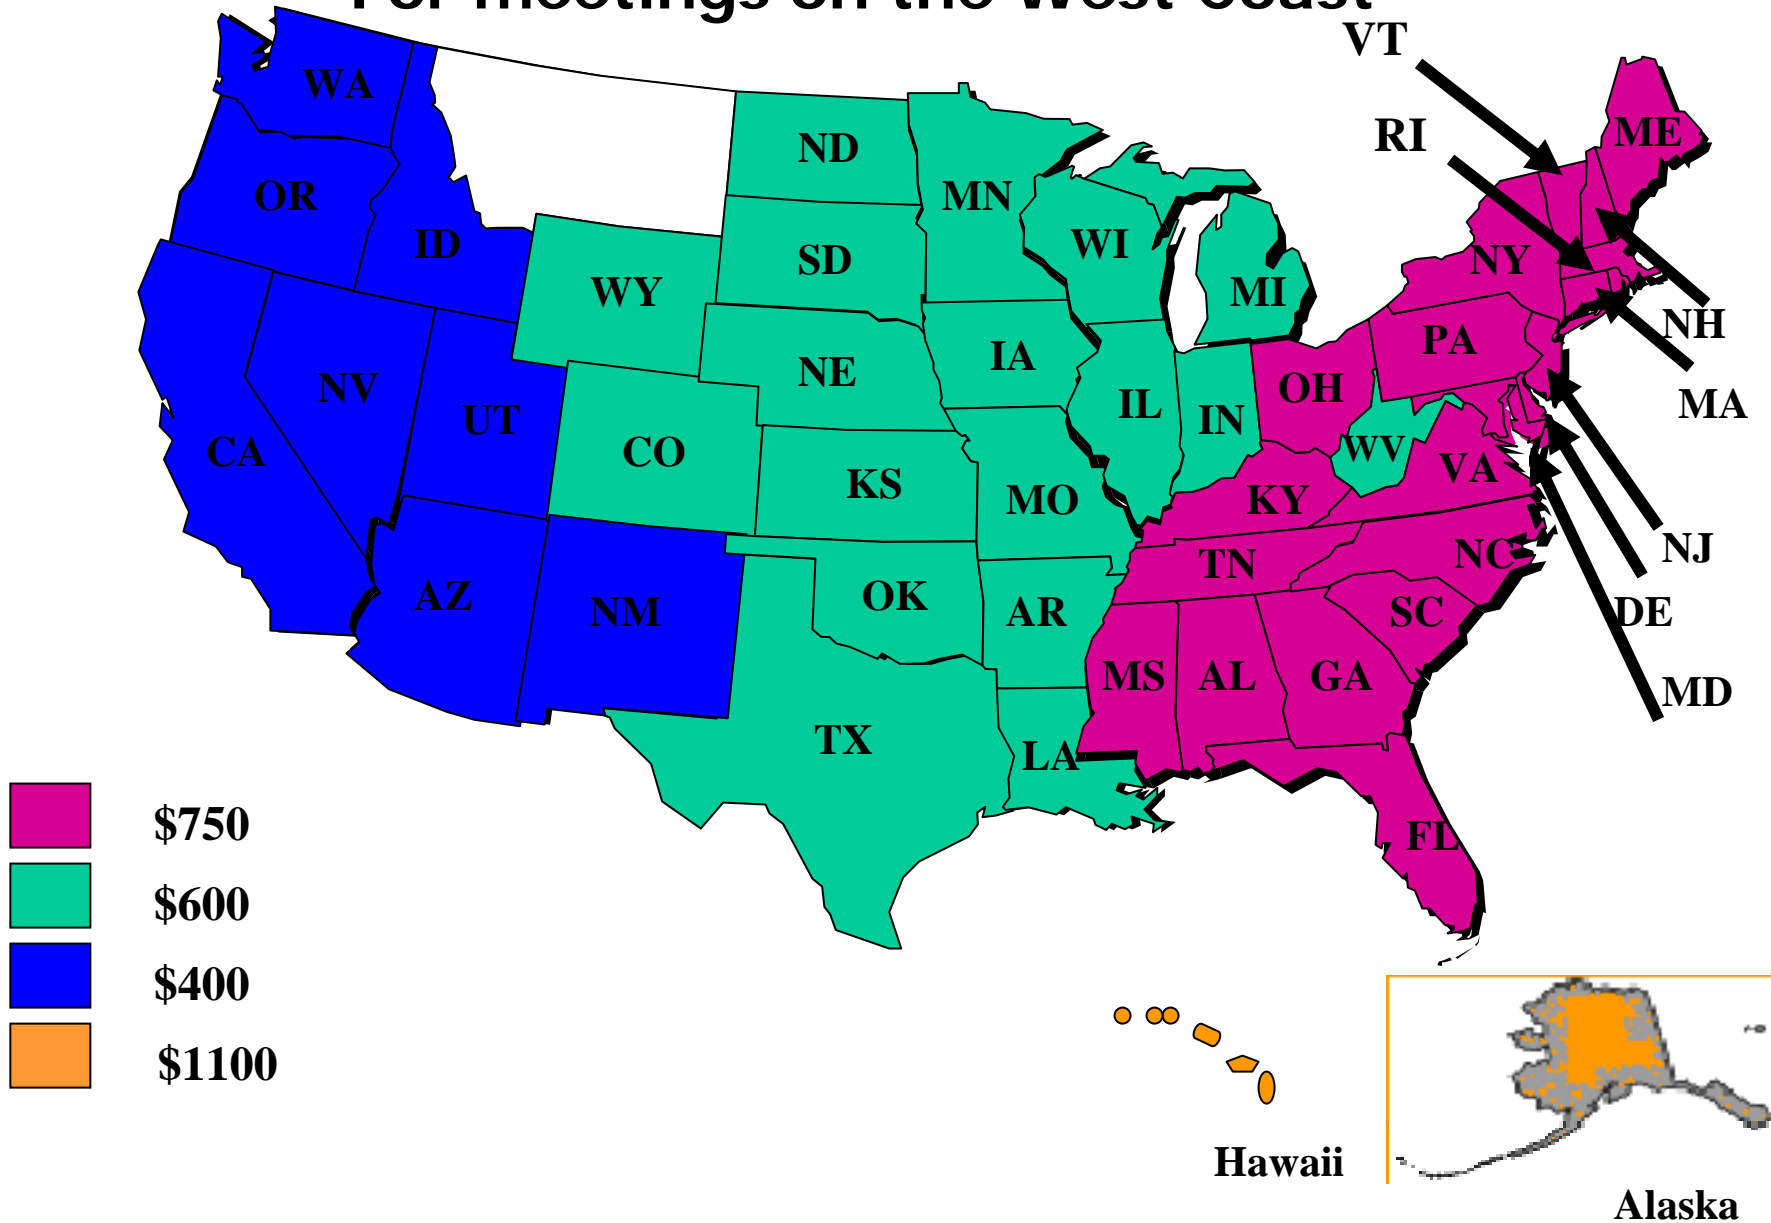 For meetings on the West Coast
VT
RI
ME
WA
ND
MN
OR
ID
WI
NY
SD
WY
MI
NH
PA
IA
NE
NV
OH
MA
UT
IL
IN
CO
CA
WV
VA
KS
MO
KY
NJ
NC
TN
AZ
NM
OK
AR
SC
DE
MS
AL
GA
MD
TX
LA
FL
$750
$600
$400
$1100
Hawaii
Alaska